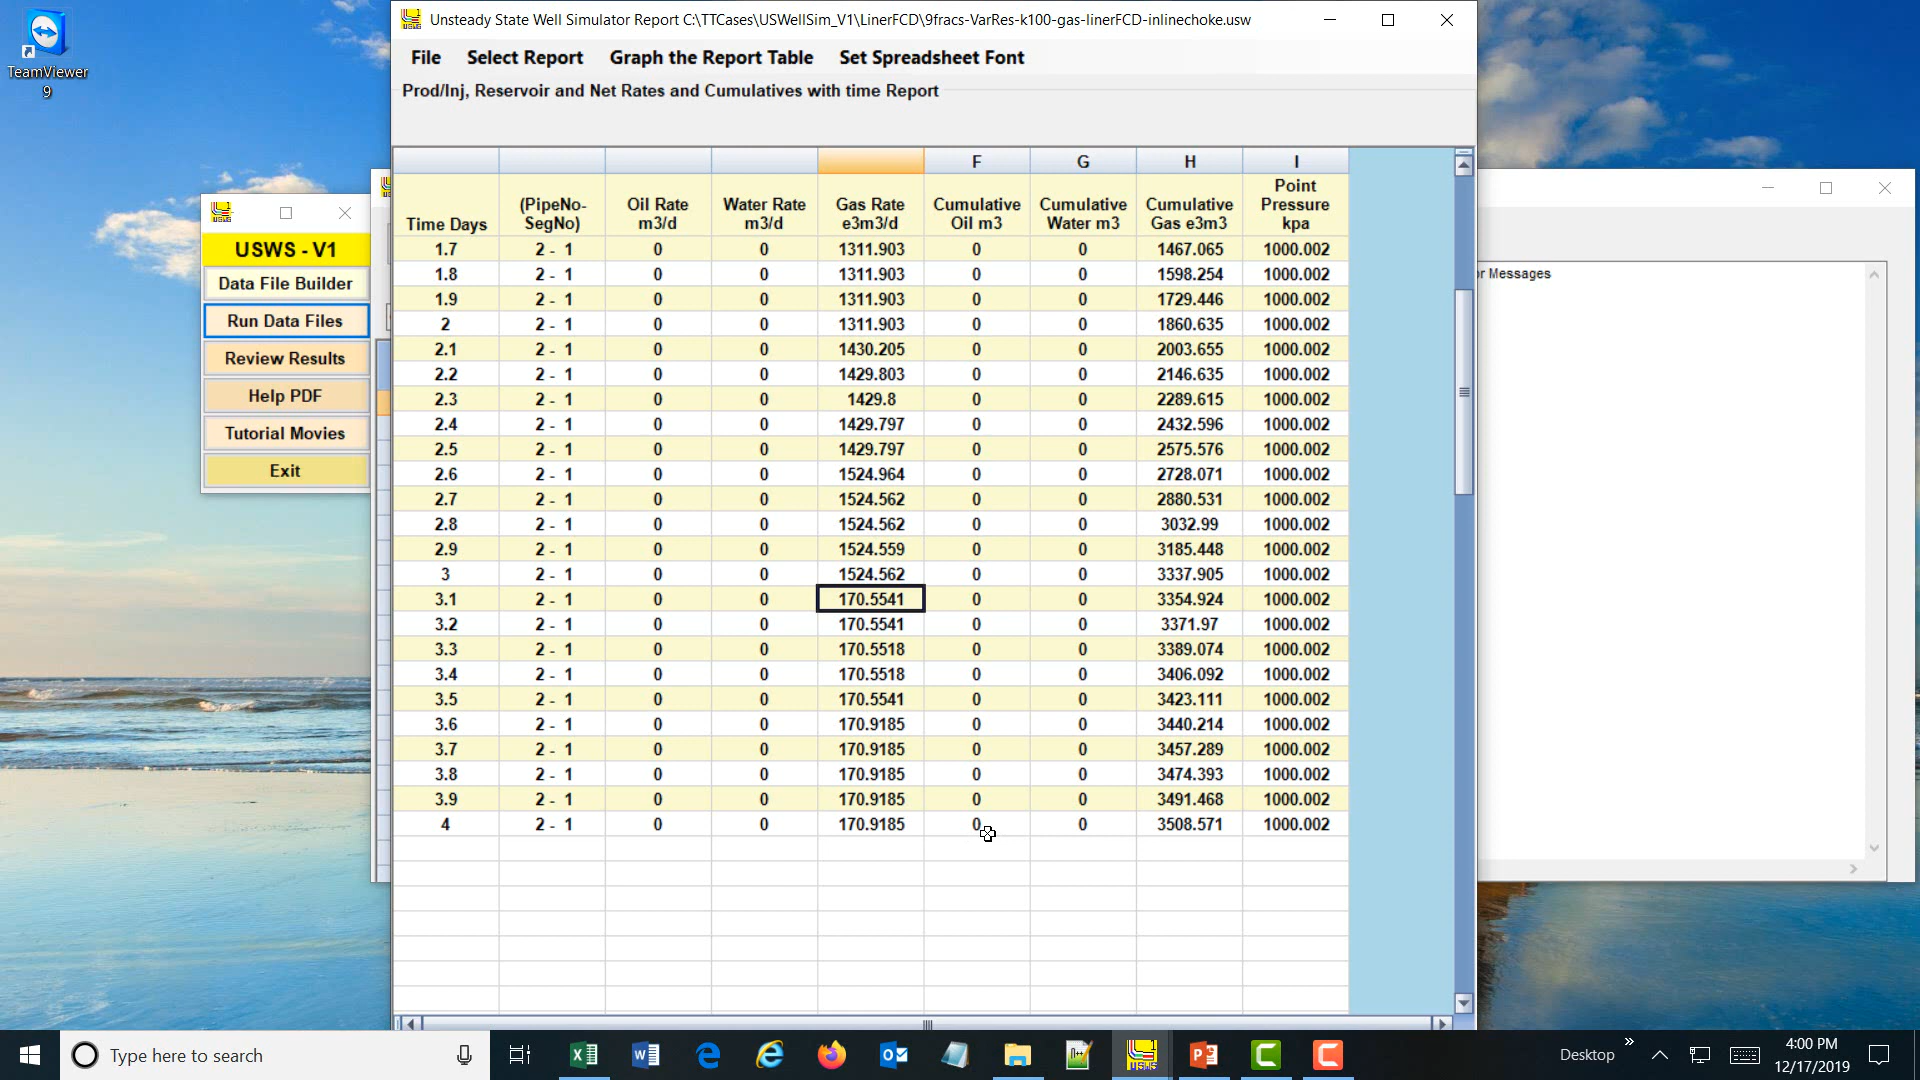 TeamViewer
9
Unsteady State Well Simulator Report C:\TTCases\USWellSim_V1\LinerFCD\9fracs-VarRes-k100-gas-linerFCD-inlinechoke.usw
File Select Report Graph the Report Table Set Spreadsheet Font
Prod/Inj, Reservoir and Net Rates and Cumulatives with time Report
USWS - V1
Data File Builder
Run Data Files
Review Results
Help PDF
Tutorial Movies
Exit
F G H I
Time Days (PipeNo-SegNo) Oil Rate m3/d Water Rate m3/d Gas Rate e3m3/d Cumulative Oil m3 Cumulative Water m3 Cumulative Gas e3m3 Point Pressure kpa
1.7 2 - 1 0 0 1311.903 0 0 1467.065 1000.002
1.8 2 - 1 0 0 1311.903 0 0 1598.254 1000.002
1.9 2 - 1 0 0 1311.903 0 0 1729.446 1000.002
2 2 - 1 0 0 1311.903 0 0 1860.635 1000.002
2.1 2 - 1 0 0 1430.205 0 0 2003.655 1000.002
2.2 2 - 1 0 0 1429.803 0 0 2146.635 1000.002
2.3 2 - 1 0 0 1429.8 0 0 2289.615 1000.002
2.4 2 - 1 0 0 1429.797 0 0 2432.596 1000.002
2.5 2 - 1 0 0 1429.797 0 0 2575.576 1000.002
2.6 2 - 1 0 0 1524.964 0 0 2728.071 1000.002
2.7 2 - 1 0 0 1524.562 0 0 2880.531 1000.002
2.8 2 - 1 0 0 1524.562 0 0 3032.99 1000.002
2.9 2 - 1 0 0 1524.559 0 0 3185.448 1000.002
3 2 - 1 0 0 1524.562 0 0 3337.905 1000.002
3.1 2 - 1 0 0 170.5541 0 0 3354.924 1000.002
3.2 2 - 1 0 0 170.5541 0 0 3371.97 1000.002
3.3 2 - 1 0 0 170.5518 0 0 3389.074 1000.002
3.4 2 - 1 0 0 170.5518 0 0 3406.092 1000.002
3.5 2 - 1 0 0 170.5541 0 0 3423.111 1000.002
3.6 2 - 1 0 0 170.9185 0 0 3440.214 1000.002
3.7 2 - 1 0 0 170.9185 0 0 3457.289 1000.002
3.8 2 - 1 0 0 170.9185 0 0 3474.393 1000.002
3.9 2 - 1 0 0 170.9185 0 0 3491.468 1000.002
4 2 - 1 0 0 170.9185 0 0 3508.571 1000.002
r Messages
Type here to search
Desktop
4:00 PM
12/17/2019